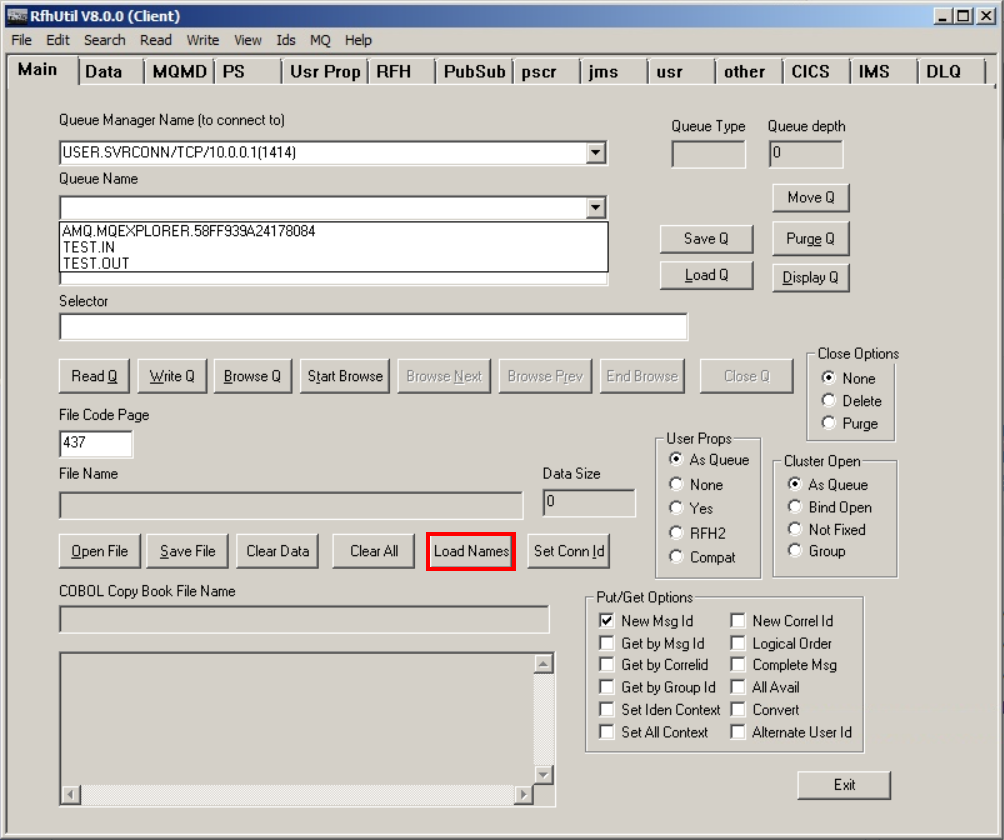 RfhUtil V8.0.0 (Client)
File Edit Search Read Write View Ids MQ Help
Main Data MQMD PS Usr Prop RFH PubSub pscr jms usr other CICS IMS DLQ
Queue Manager Name (to connect to)
Queue Type Queue depth
USER.SVRCONN/TCP/10.0.0.1(1414)
0
Queue Name
Move Q
AMQ.MQEXPLORER.58FF939A24178084
TEST.IN
TEST.OUT
Save Q Purge Q
Load Q Display Q
Selector
Read Q Write Q Browse Q Start Browse Browse Next Browse Prev End Browse Close Q
Close Options
None
Delete
Purge
File Code Page
437
File Name
Data Size
0
User Props
As Queue
None
Yes
RFH2
Compat
Cluster Open
As Queue
Bind Open
Not Fixed
Group
Open File Save File Clear Data Clear All Load Names Set Conn Id
COBOL Copy Book File Name
Put/Get Options
New Msg Id New Correl Id
Get by Msg Id Logical Order
Get by Correlid Complete Msg
Get by Group Id All Avail
Set Iden Context Convert
Set All Context Alternate User Id
Exit